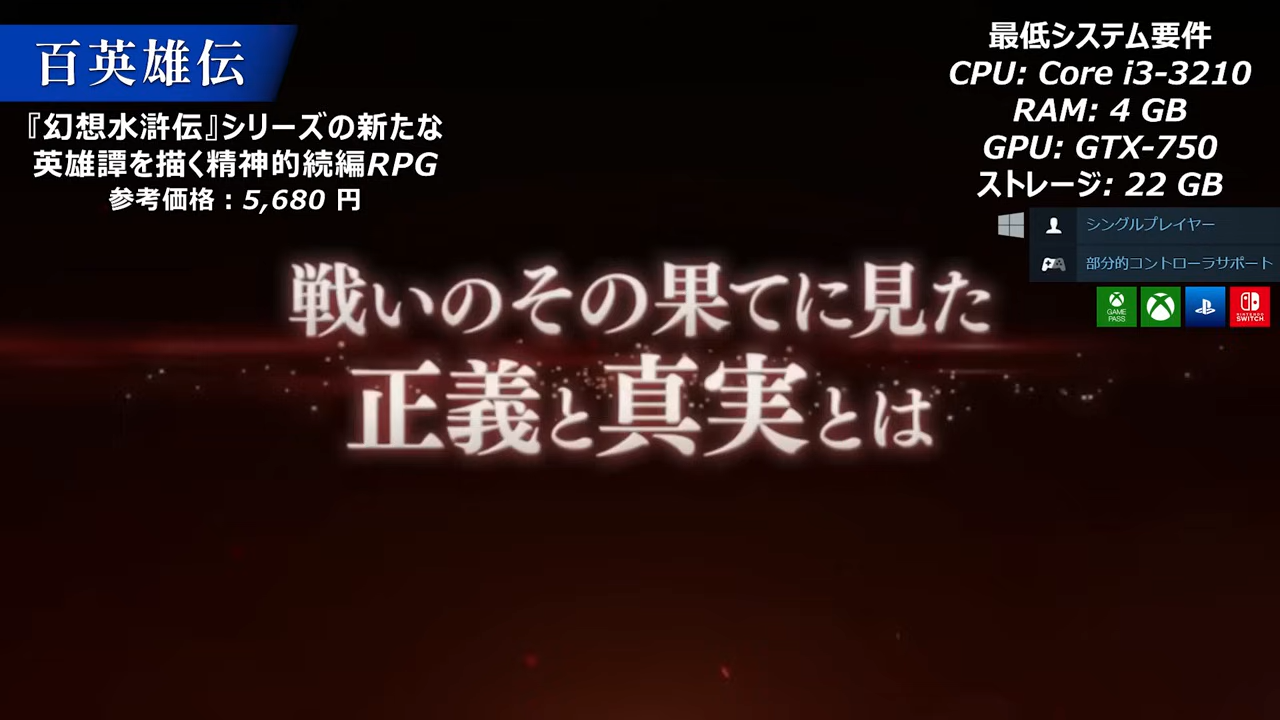 百英雄伝
『幻想水滸伝』シリーズの新たな
英雄譚を描く精神的続編RPG
参考価格：5,680 円
最低システム要件
CPU: Core i3-3210
RAM: 4 GB
GPU: GTX-750
ストレージ: 22 GB
シングルプレイヤー
部分的コントローラサポート
GAME PASS
NINTENDO SWITCH
戦いのその果てに見た
正義と真実とは